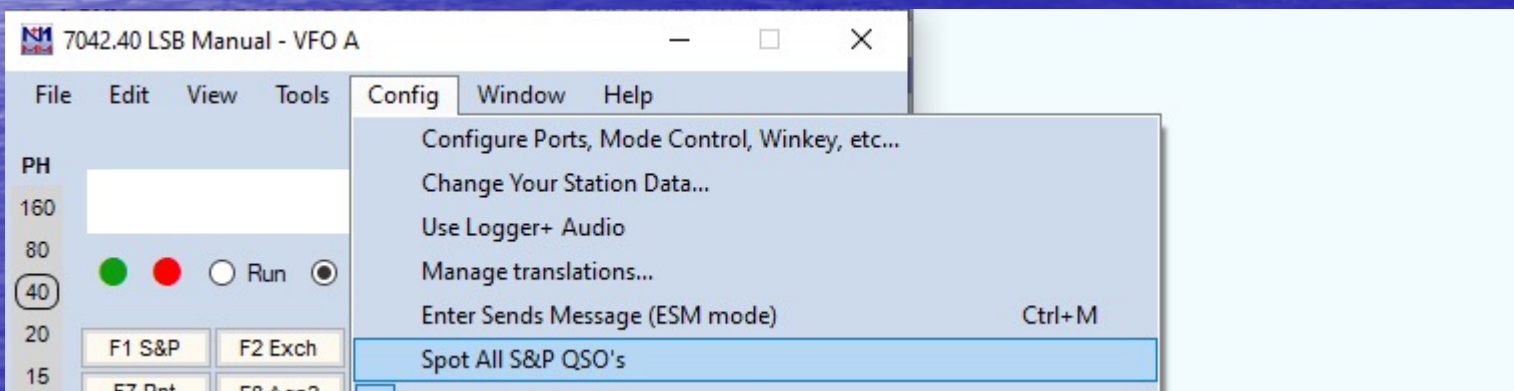 N1 MM 7042.40 LSB Manual - VFO A
File Edit View Tools Config Window Help
Configure Ports, Mode Control, Winkey, etc...
PH
Change Your Station Data...
160
Use Logger+ Audio
80
Run
Manage translations...
40
Enter Sends Message (ESM mode) Ctrl+M
20
F1 S&P F2 Exch
Spot All S&P QSO's
15